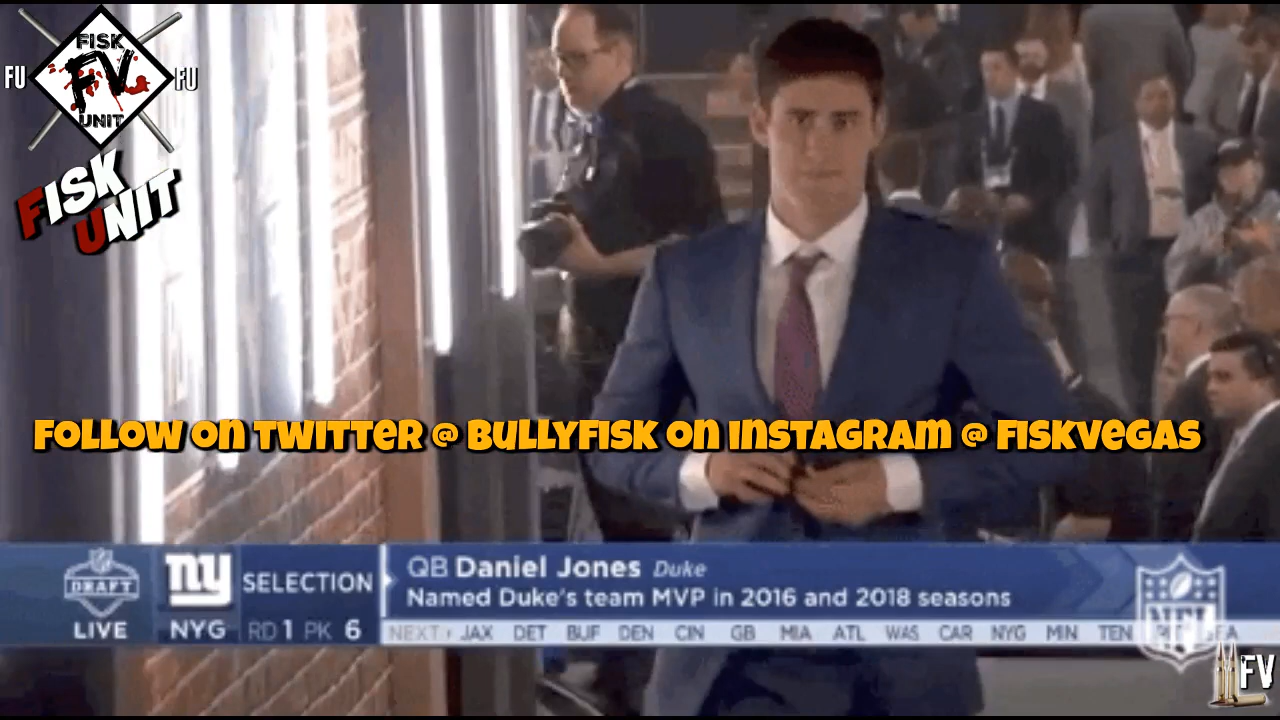 FISK
FU FV FU
UNIT
FISK
UNIT
FOLLOW ON TWITTER @ BULLYFISK ON INSTAGRAM @ FISKVEGAS
QB Daniel Jones Duke
DRAFT ny SELECTION
Named Duke's team MVP in 2016 and 2018 seasons
LIVE NYG RD 1 PK 6
NEXT JAX DET BUF DEN CIN GB MIA ATL WAS CAR NYG MIN TEN
NFL
FV